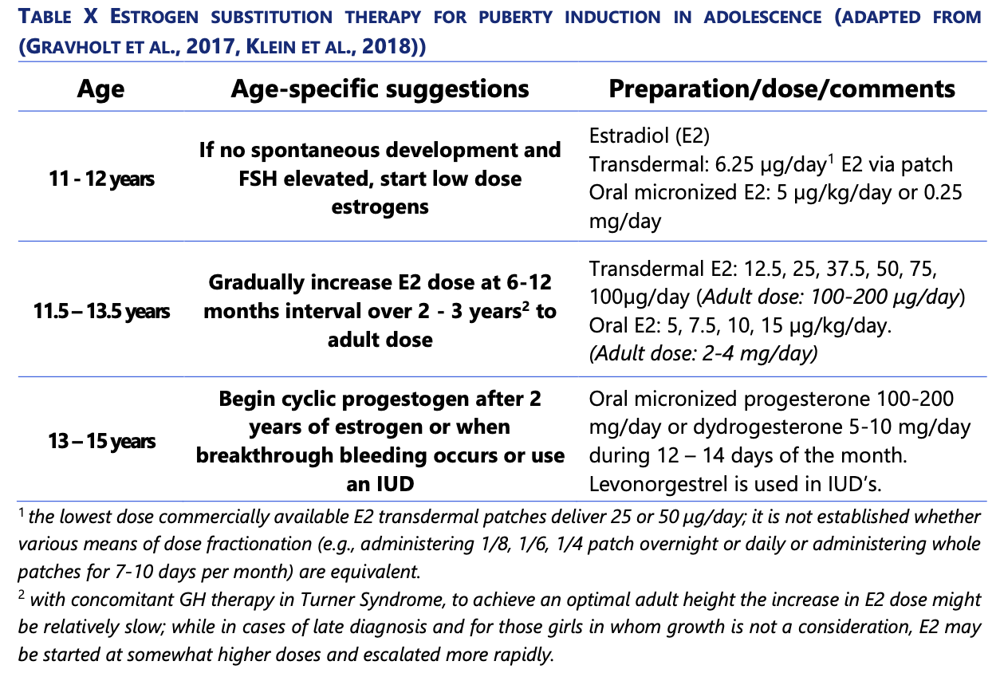 TABLE X ESTROGEN SUBSTITUTION THERAPY FOR PUBERTY INDUCTION IN ADOLESCENCE (ADAPTED FROM
(GRAVHOLT ET AL., 2017, KLEIN ET AL., 2018))
Age
Age-specific suggestions
Preparation/dose/comments
11 - 12 years
If no spontaneous development and
FSH elevated, start low dose
estrogens
Estradiol (E2)
Transdermal: 6.25 µg/day¹ E2 via patch
Oral micronized E2: 5 µg/kg/day or 0.25
mg/day
11.5 – 13.5 years
Gradually increase E2 dose at 6-12
months interval over 2 - 3 years² to
adult dose
Transdermal E2: 12.5, 25, 37.5, 50, 75,
100µg/day (Adult dose: 100-200 µg/day)
Oral E2: 5, 7.5, 10, 15 µg/kg/day.
(Adult dose: 2-4 mg/day)
13 – 15 years
Begin cyclic progestogen after 2
years of estrogen or when
breakthrough bleeding occurs or use
an IUD
Oral micronized progesterone 100-200
mg/day or dydrogesterone 5-10 mg/day
during 12 – 14 days of the month.
Levonorgestrel is used in IUD's.
¹ the lowest dose commercially available E2 transdermal patches deliver 25 or 50 µg/day; it is not established whether
various means of dose fractionation (e.g., administering 1/8, 1/6, 1/4 patch overnight or daily or administering whole
patches for 7-10 days per month) are equivalent.
² with concomitant GH therapy in Turner Syndrome, to achieve an optimal adult height the increase in E2 dose might
be relatively slow; while in cases of late diagnosis and for those girls in whom growth is not a consideration, E2 may
be started at somewhat higher doses and escalated more rapidly.